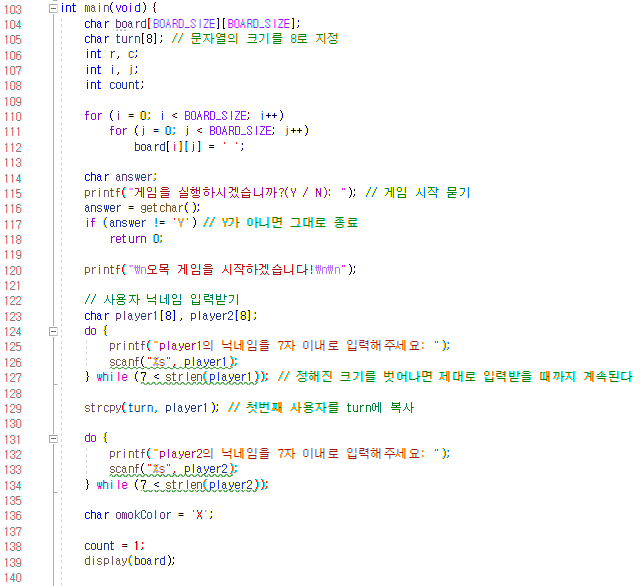 103 int main(void) {
104 char board[BOARD_SIZE][BOARD_SIZE];
105 char turn[8]; // 문자열의 크기를 8로 지정
106 int r, c;
107 int i, j;
108 int count;
109
110 for (i = 0; i < BOARD_SIZE; i++)
111 for (j = 0; j < BOARD_SIZE; j++)
112 board[i][j] = ' ';
113
114 char answer;
115 printf("게임을 실행하시겠습니까?(Y / N): "); // 게임 시작 묻기
116 answer = getchar();
117 if (answer != 'Y') // Y가 아니면 그대로 종료
118 return 0;
119
120 printf("₩n오목 게임을 시작하겠습니다!₩n₩n");
121
122 // 사용자 닉네임 입력받기
123 char player1[8], player2[8];
124 do {
125 printf("player1의 닉네임을 7자 이내로 입력해주세요: ");
126 scanf("%s", player1);
127 } while (7 < strlen(player1)); // 정해진 크기를 벗어나면 제대로 입력받을 때까지 계속된다
128
129 strcpy(turn, player1); // 첫번째 사용자를 turn에 복사
130
131 do {
132 printf("player2의 닉네임을 7자 이내로 입력해주세요: ");
133 scanf("%s", player2);
134 } while (7 < strlen(player2));
135
136 char omokColor = 'X';
137
138 count = 1;
139 display(board);
140